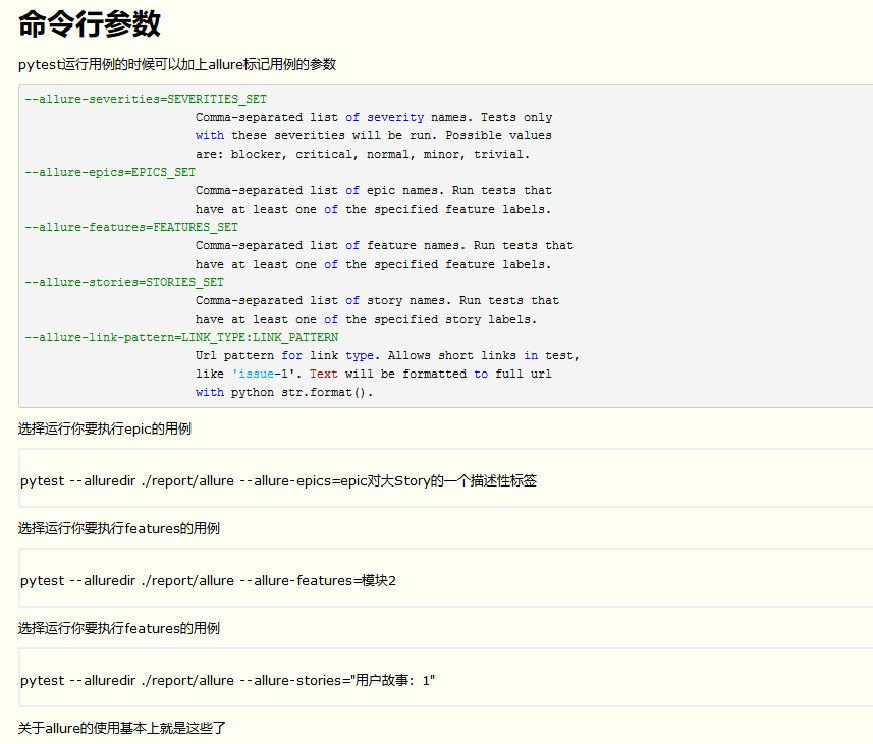 命令行参数
pytest运行用例的时候可以加上allure标记用例的参数
--allure-severities=SEVERITIES_SET
Comma-separated list of severity names. Tests only
with these severities will be run. Possible values
are: blocker, critical, normal, minor, trivial.
--allure-epics=EPICS_SET
Comma-separated list of epic names. Run tests that
have at least one of the specified feature labels.
--allure-features=FEATURES_SET
Comma-separated list of feature names. Run tests that
have at least one of the specified feature labels.
--allure-stories=STORIES_SET
Comma-separated list of story names. Run tests that
have at least one of the specified story labels.
--allure-link-pattern=LINK_TYPE:LINK_PATTERN
Url pattern for link type. Allows short links in test,
like 'issue-1'. Text will be formatted to full url
with python str.format().
选择运行你要执行epic的用例
pytest --alluredir ./report/allure --allure-epics=epic对大Story的一个描述性标签
选择运行你要执行features的用例
pytest --alluredir ./report/allure --allure-features=模块2
选择运行你要执行features的用例
pytest --alluredir ./report/allure --allure-stories="用户故事：1"
关于allure的使用基本上就是这些了